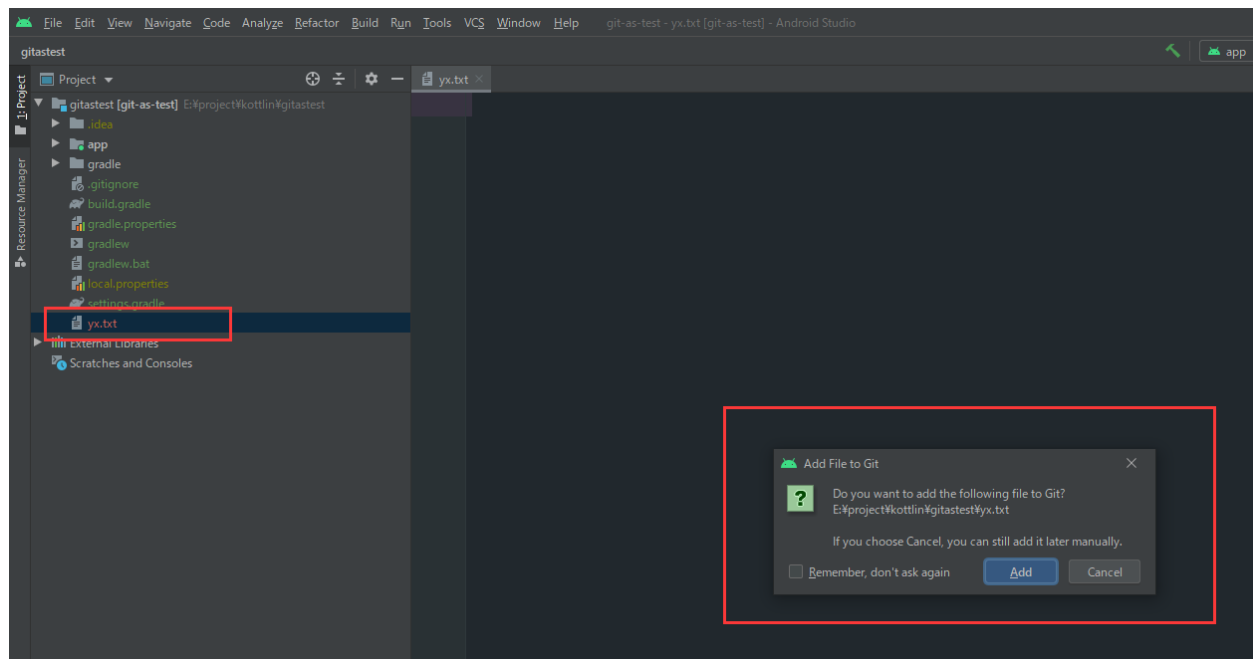 File Edit View Navigate Code Analyze Refactor Build Run Tools VCS Window Help git-as-test - yx.txt [git-as-test] - Android Studio
gitastest
app
1: Project
Resource Manager
Project
yx.txt
gitastest [git-as-test] E:¥project¥kottlin¥gitastest
.idea
app
gradle
.gitignore
build.gradle
gradle.properties
gradlew
gradlew.bat
local.properties
settings.gradle
yx.txt
External Libraries
Scratches and Consoles
Add File to Git
Do you want to add the following file to Git?
E:¥project¥kottlin¥gitastest¥yx.txt
If you choose Cancel, you can still add it later manually.
Remember, don't ask again
Add
Cancel